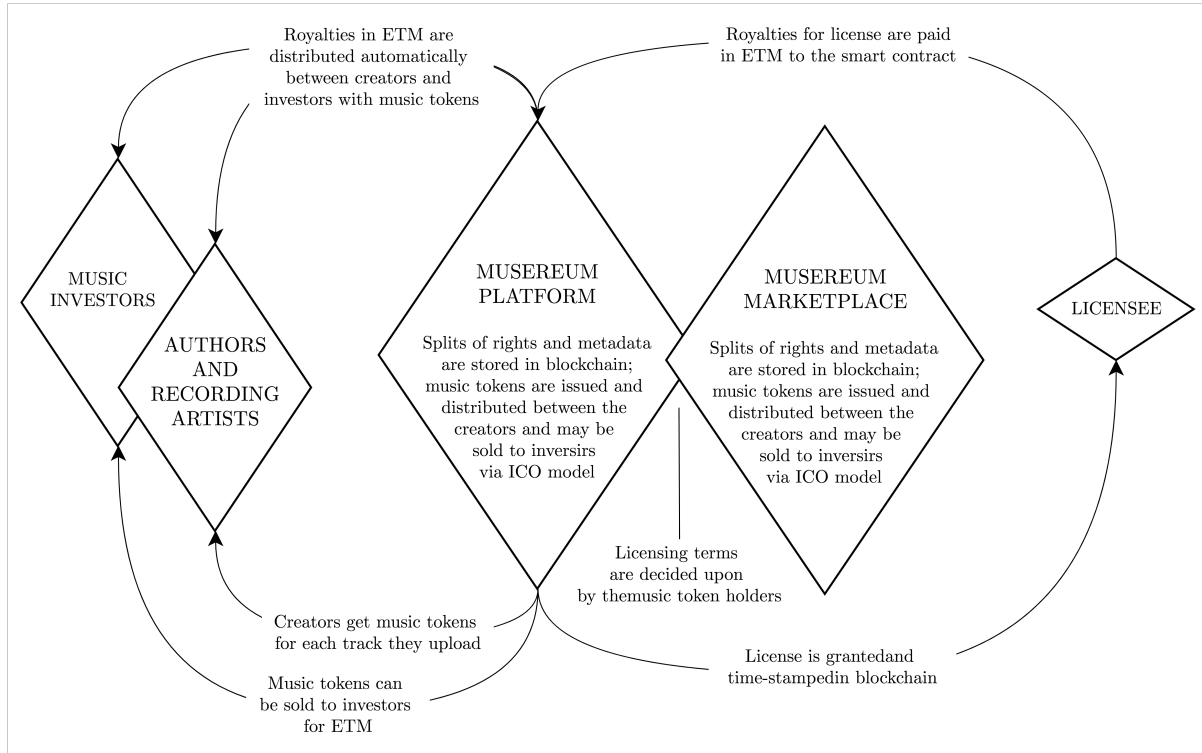 Royalties in ETM are
distributed automatically
between creators and
investors with music tokens
Royalties for license are paid
in ETM to the smart contract
MUSIC
INVESTORS
AUTHORS
AND
RECORDING
ARTISTS
MUSEREUM
PLATFORM
Splits of rights and metadata
are stored in blockchain;
music tokens are issued and
distributed between the
creators and may be
sold to inversirs
via ICO model
MUSEREUM
MARKETPLACE
Splits of rights and metadata
are stored in blockchain;
music tokens are issued and
distributed between the
creators and may be
sold to inversirs
via ICO model
LICENSEE
Licensing terms
are decided upon
by themusic token holders
Creators get music tokens
for each track they upload
Music tokens can
be sold to investors
for ETM
License is grantedand
time-stampedin blockchain